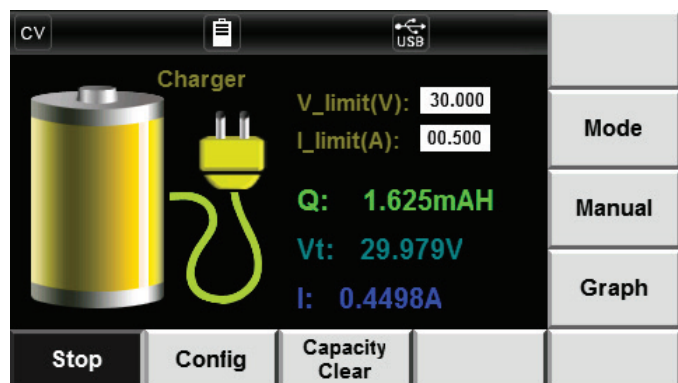 CV
USB
Charger
V_limit(V): 30.000
I_limit(A): 00.500
Q: 1.625mAH
Vt: 29.979V
I: 0.4498A
Mode
Manual
Graph
Stop
Config
Capacity
Clear